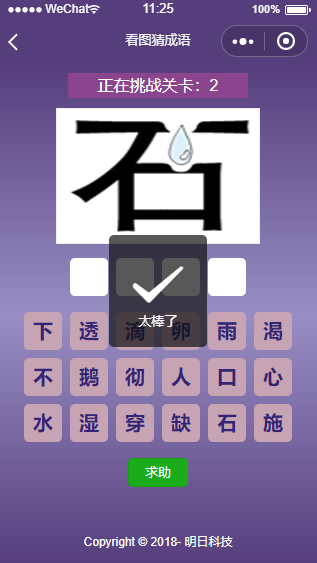 WeChat 11:25 100%
看图猜成语
正在挑战关卡：2
石
太棒了
下 透 滴 卵 雨 渴
不 鹅 彻 人 口 心
水 湿 穿 缺 石 施
求助
Copyright © 2018- 明日科技